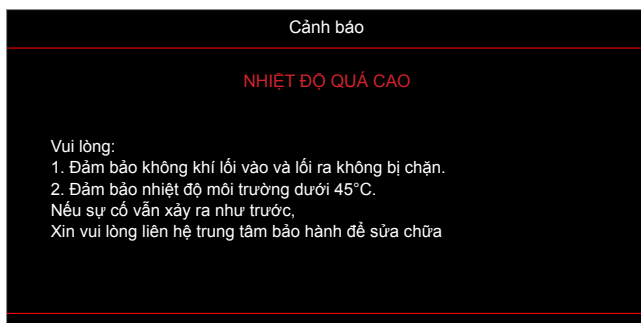 Cảnh báo
NHIỆT ĐỘ QUÁ CAO
Vui lòng:
1. Đảm bảo không khí lối vào và lối ra không bị chặn.
2. Đảm bảo nhiệt độ môi trường dưới 45°C.
Nếu sự cố vẫn xảy ra như trước,
Xin vui lòng liên hệ trung tâm bảo hành để sửa chữa